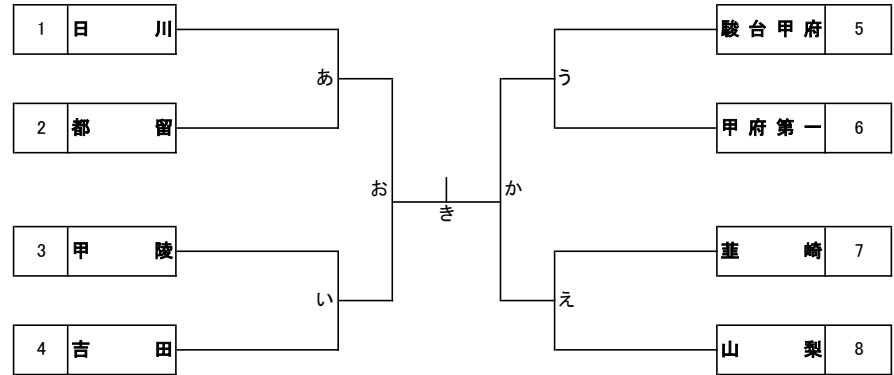 1 日川
駿台甲府 5
あ
う
2 都留
甲府第一 6
お
か
き
3 甲陵
韮崎 7
い
え
4 吉田
山梨 8